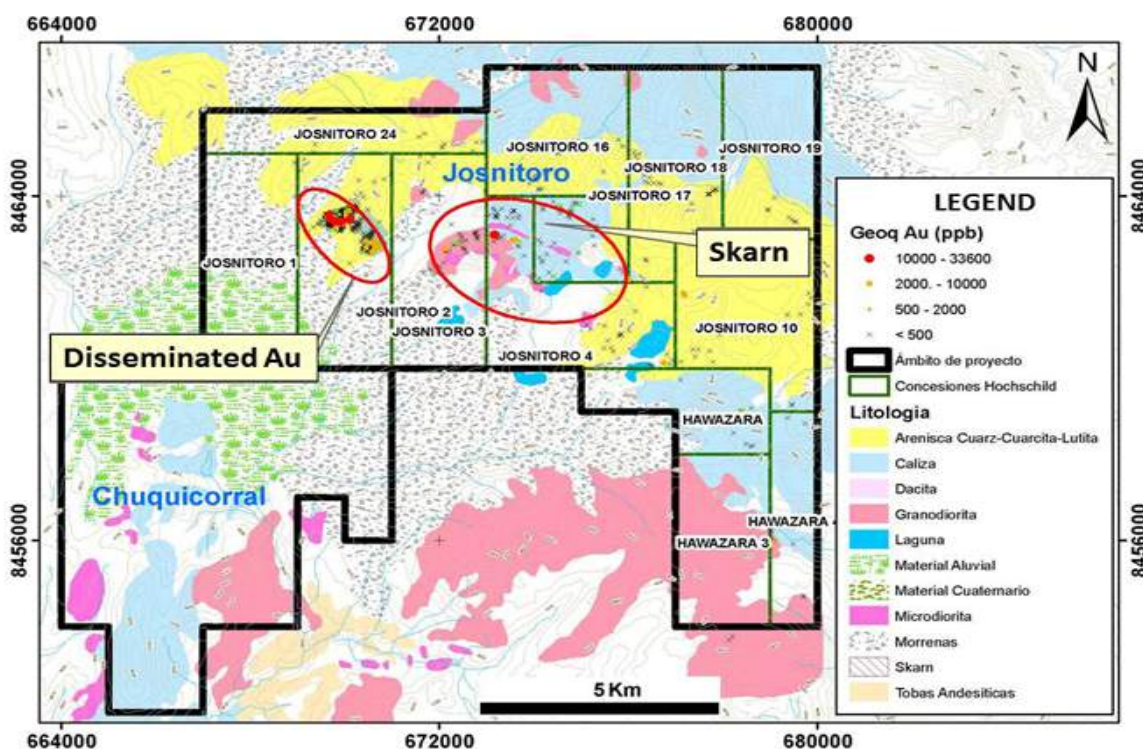 664000
672000
680000
N
JOSNITORO 24
JOSNITORO 16
JOSNITORO 19
Josnitoro
JOSNITORO 18
8464000
8464000
JOSNITORO 17
LEGEND
Geoq Au (ppb)
10000 - 33600
2000. - 10000
500 - 2000
< 500
Ámbito de proyecto
Concesiones Hochschild
Litologia
Arenisca Cuarz-Cuarcita-Lutita
Caliza
Dacita
Granodiorita
Laguna
Material Aluvial
Material Cuaternario
Microdiorita
Morrenas
Skarn
Tobas Andesiticas
Skarn
JOSNITORO 1
JOSNITORO 2
JOSNITORO 3
JOSNITORO 10
Disseminated Au
JOSNITORO 4
HAWAZARA
Chuquicorral
HAWAZARA
8456000
8456000
HAWAZARA 3
5 Km
664000
672000
680000